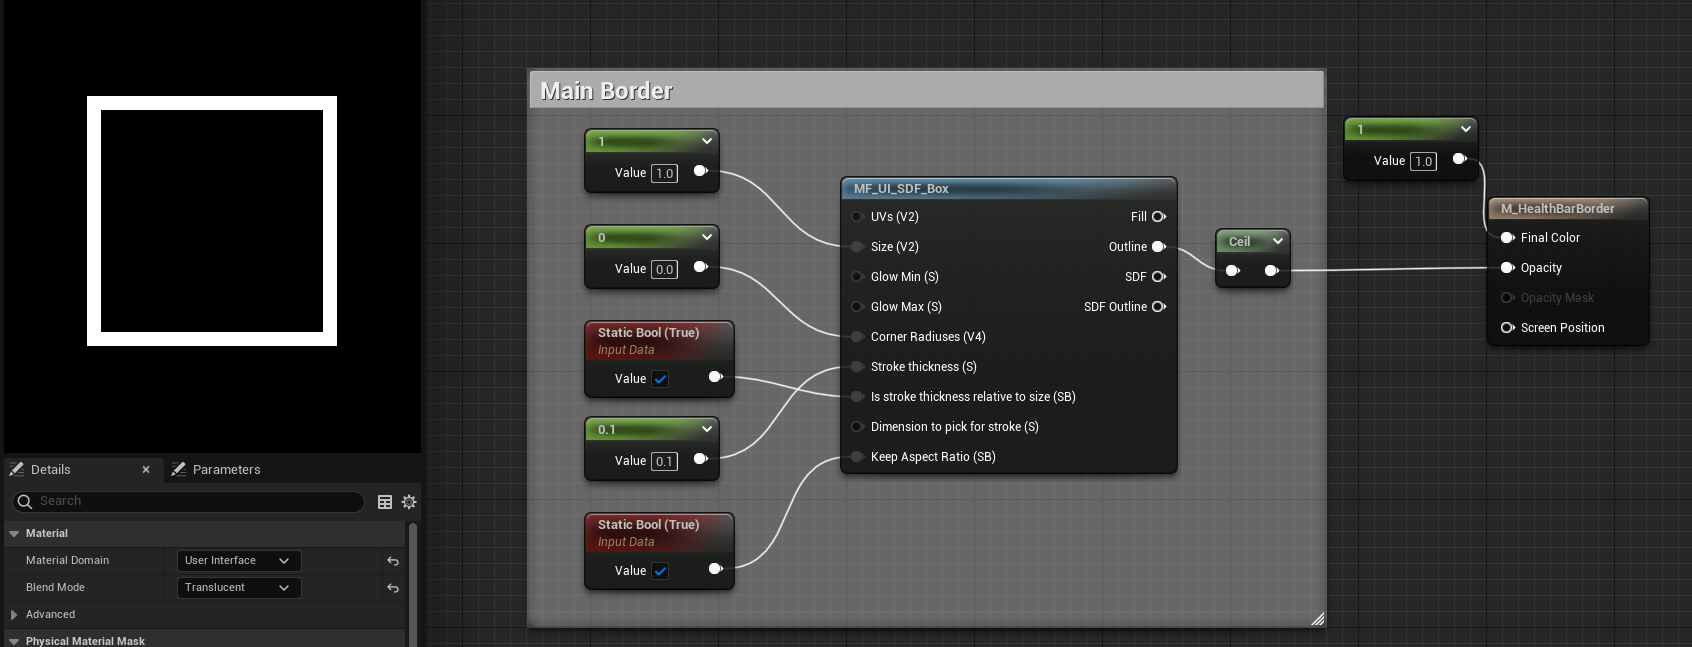 Main Border
1
Value 1.0
0
Value 0.0
Static Bool (True)
Input Data
Value
0.1
Value 0.1
Static Bool (True)
Input Data
Value
MF_UI_SDF_Box
UVs (V2)
Fill
Size (V2)
Outline
Glow Min (S)
SDF
Glow Max (S)
SDF Outline
Corner Radiuses (V4)
Stroke thickness (S)
Is stroke thickness relative to size (SB)
Dimension to pick for stroke (S)
Keep Aspect Ratio (SB)
Ceil
1
Value 1.0
M_HealthBarBorder
Final Color
Opacity
Opacity Mask
Screen Position
Details
Parameters
Search
Material
Material Domain
User Interface
Blend Mode
Translucent
Advanced
Physical Material Mask